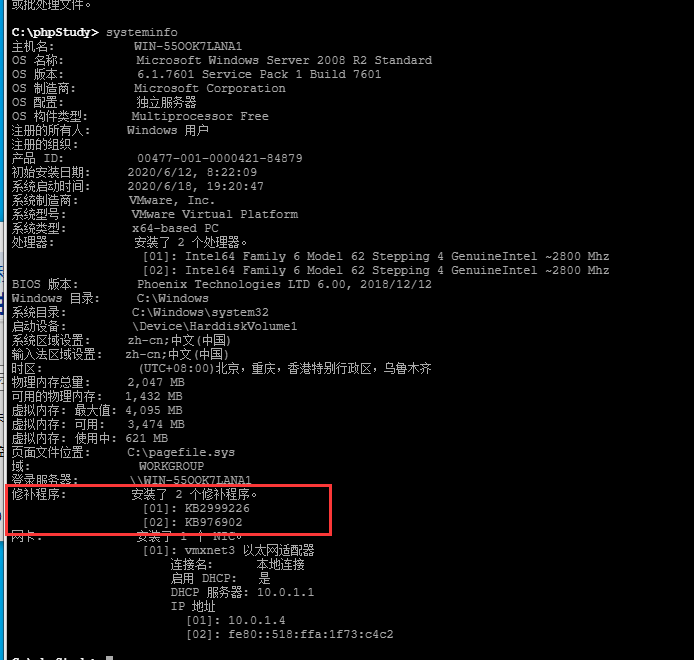 或批处理文件。
C:\phpStudy> systeminfo
主机名: WIN-55OOK7LANA1
OS 名称: Microsoft Windows Server 2008 R2 Standard
OS 版本: 6.1.7601 Service Pack 1 Build 7601
OS 制造商: Microsoft Corporation
OS 配置: 独立服务器
OS 构件类型: Multiprocessor Free
注册的所有人: Windows 用户
注册的组织:
产品 ID: 00477-001-0000421-84879
初始安装日期: 2020/6/12, 8:22:09
系统启动时间: 2020/6/18, 19:20:47
系统制造商: VMware, Inc.
系统型号: VMware Virtual Platform
系统类型: x64-based PC
处理器: 安装了 2 个处理器。
[01]: Intel64 Family 6 Model 62 Stepping 4 GenuineIntel ~2800 Mhz
[02]: Intel64 Family 6 Model 62 Stepping 4 GenuineIntel ~2800 Mhz
BIOS 版本: Phoenix Technologies LTD 6.00, 2018/12/12
Windows 目录: C:\Windows
系统目录: C:\Windows\system32
启动设备: \Device\HarddiskVolume1
系统区域设置: zh-cn;中文(中国)
输入法区域设置: zh-cn;中文(中国)
时区: (UTC+08:00)北京，重庆，香港特别行政区，乌鲁木齐
物理内存总量: 2,047 MB
可用的物理内存: 1,432 MB
虚拟内存: 最大值: 4,095 MB
虚拟内存: 可用: 3,474 MB
虚拟内存: 使用中: 621 MB
页面文件位置: C:\pagefile.sys
域: WORKGROUP
登录服务器: \\WIN-55OOK7LANA1
修补程序: 安装了 2 个修补程序。
[01]: KB2999226
[02]: KB976902
网卡: 安装了 1 个 NIC。
[01]: vmxnet3 以太网适配器
连接名: 本地连接
启用 DHCP: 是
DHCP 服务器: 10.0.1.1
IP 地址
[01]: 10.0.1.4
[02]: fe80::518:ffa:1f73:c4c2